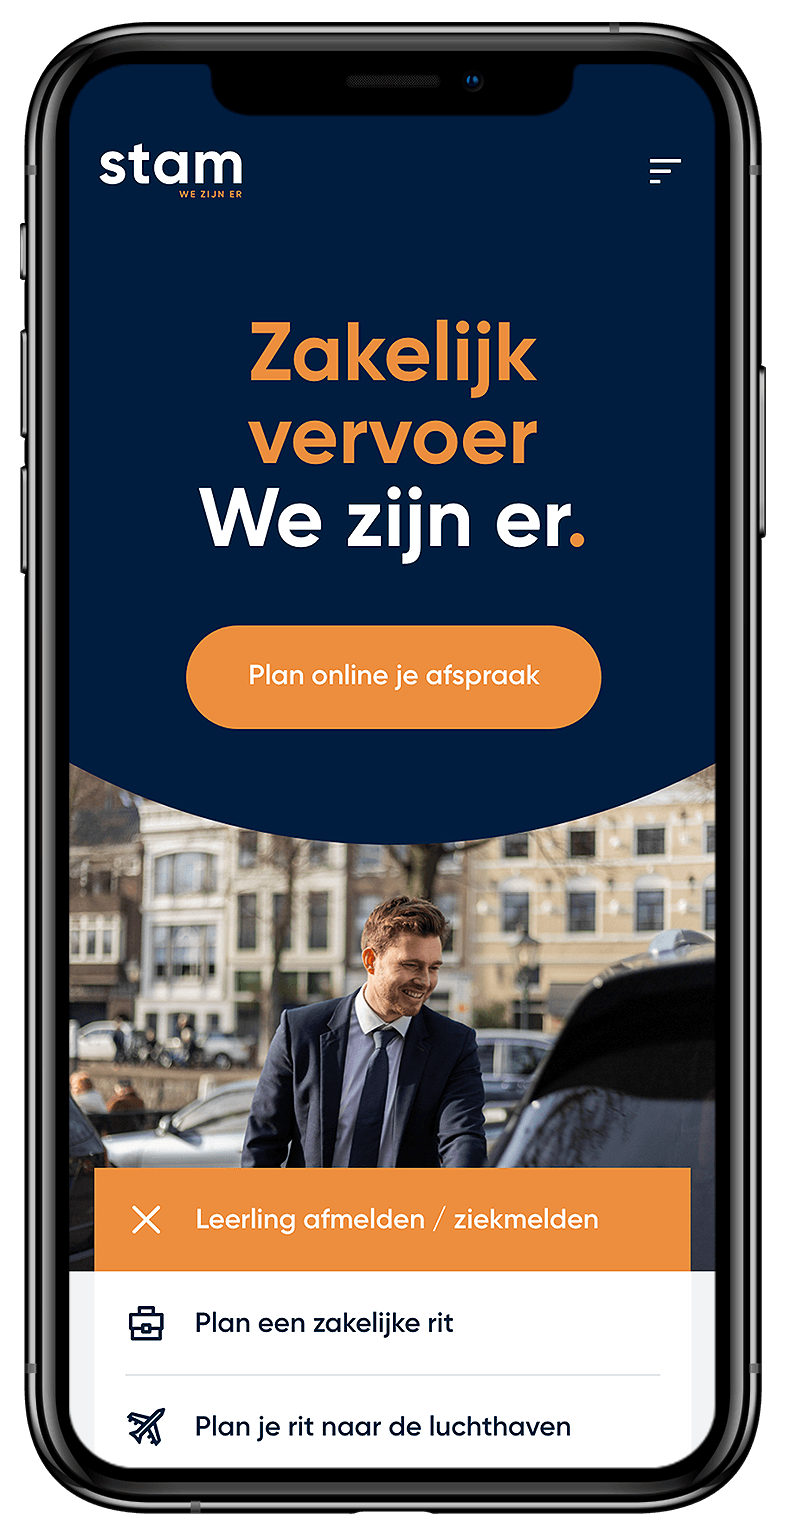 stam
WE ZIJN ER
Zakelijk
vervoer
We zijn er.
Plan online je afspraak
Leerling afmelden / ziekmelden
Plan een zakelijke rit
Plan je rit naar de luchthaven